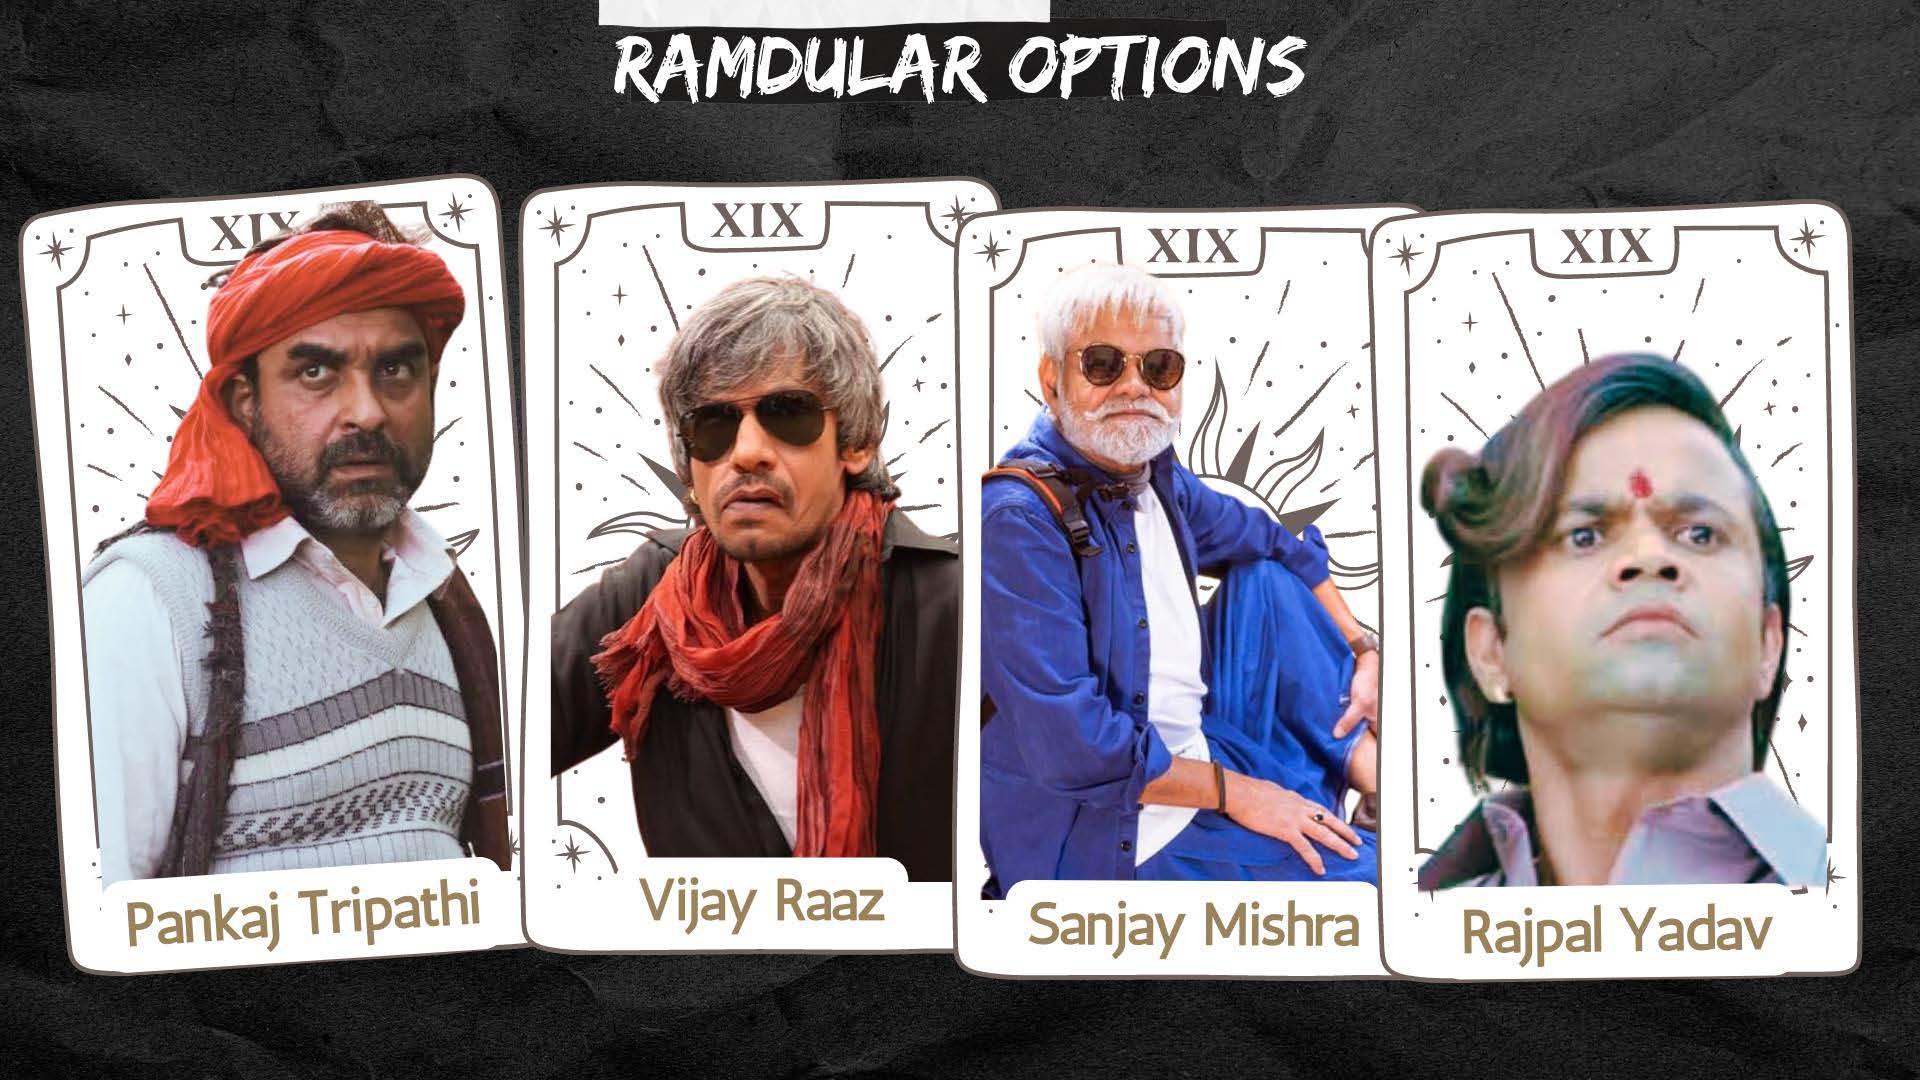 RAMDULAR OPTIONS
XIX
XIX
XIX
XIX
Pankaj Tripathi
Vijay Raaz
Sanjay Mishra
Rajpal Yadav